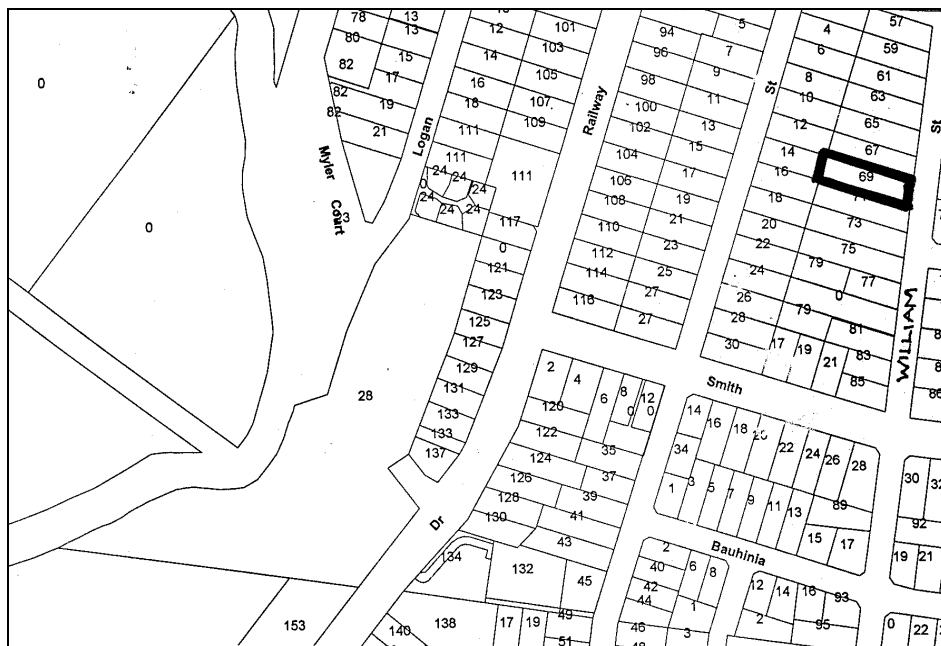 78 13 12 101 94 5 4 57
80 13 103 96 7 6 59
82 15 14 105 98 9 8 61
0 17 16 107 100 11 10 63
82 19 18 109 102 13 12 65
82 21 111 Railway St
Logan 14 67
111 104 15 16 69
24 24 24 111 106 17 18
0 24 24 24 108 19 20 73
Myler Court 117 110 21 22 75
0 0 112 23 24 79 77
121 114 25 26 0
123 116 27 28 79 81
125 27 30 17 19 21 83
127 85
129 2 4 6 8 12 Smith
131 0 0
28 133 120 14 16 18 20 22 24 26 28
133 122 35 34
137 124 37 1 3 5 7 9 11 13 89
126 39 15 17
128 41
Dr 130 43 Bauhinia
134 132 45 2 6 8 12 14 16 93
40 42 44 1 2 95
153 140 138 17 19 49 46 3
51 48
St
WILLIAM
30 32
92
19 21
0 22